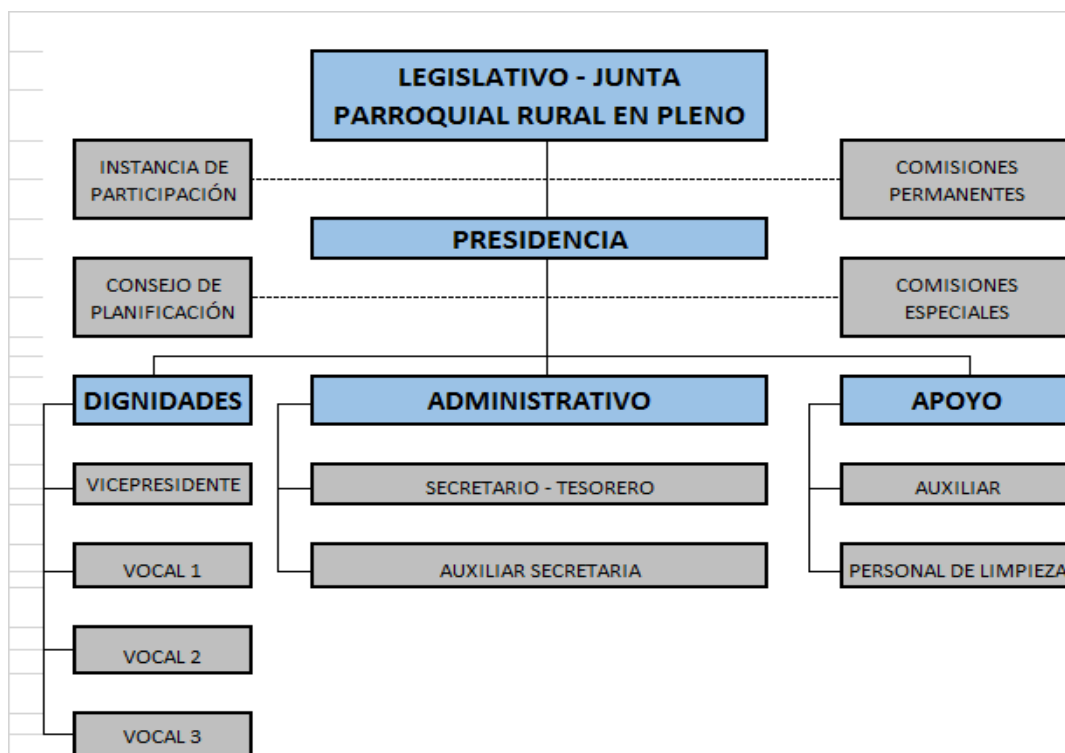 LEGISLATIVO - JUNTA
PARROQUIAL RURAL EN PLENO
INSTANCIA DE
PARTICIPACIÓN
COMISIONES
PERMANENTES
PRESIDENCIA
CONSEJO DE
PLANIFICACIÓN
COMISIONES
ESPECIALES
DIGNIDADES
ADMINISTRATIVO
APOYO
VICEPRESIDENTE
SECRETARIO - TESORERO
AUXILIAR
VOCAL 1
AUXILIAR SECRETARIA
PERSONAL DE LIMPIEZA
VOCAL 2
VOCAL 3